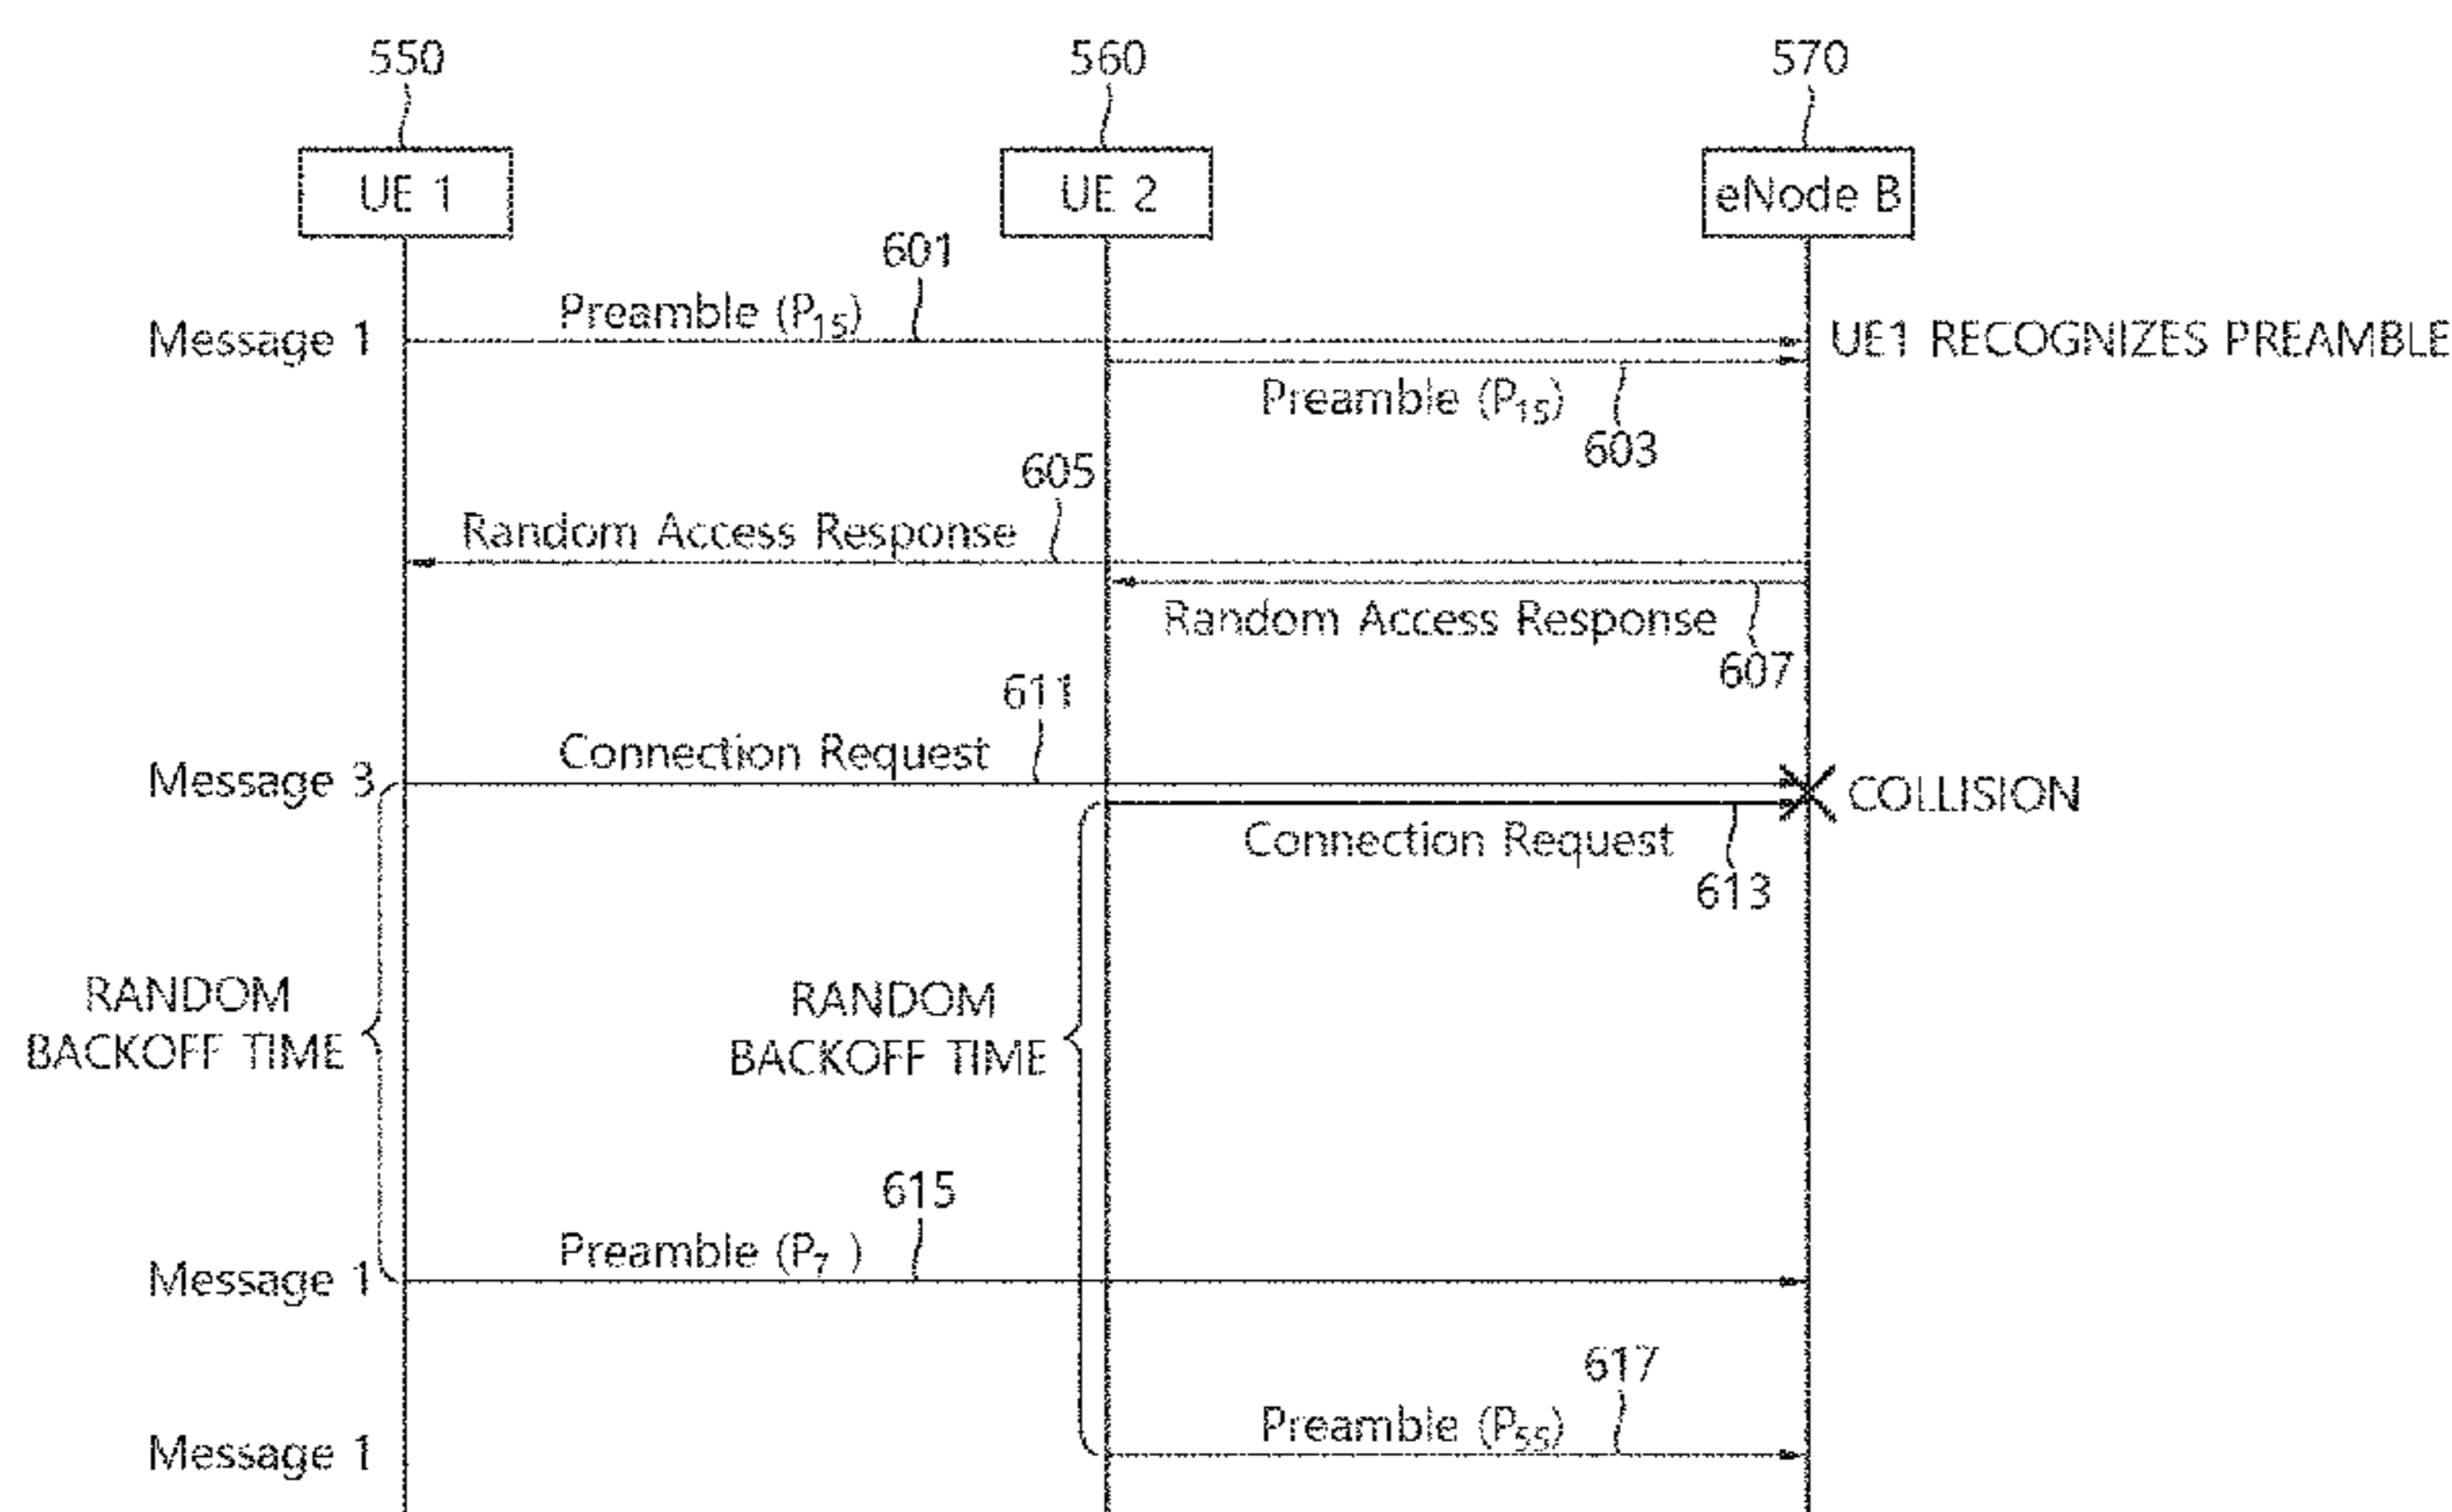 550
560
570
UE 1
UE 2
eNode B
601
Preamble (P15)
Message 1
UE1 RECOGNIZES PREAMBLE
Preamble (P15)
603
605
Random Access Response
Random Access Response
607
611
Connection Request
Message 3
COLLISION
Connection Request
613
RANDOM
BACKOFF TIME
RANDOM
BACKOFF TIME
615
Preamble (P7 )
Message 1
617
Preamble (P55)
Message 1